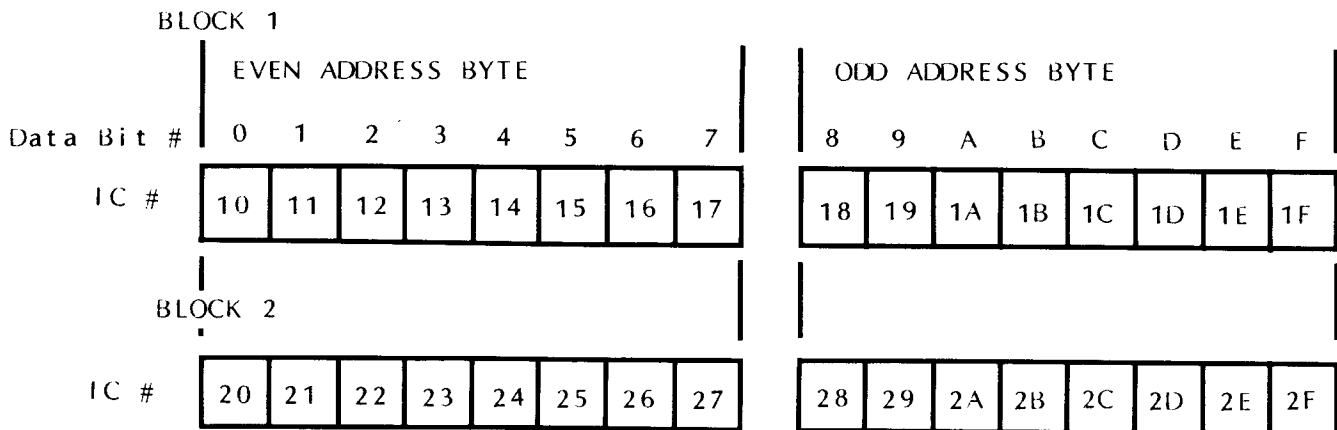 BLOCK 1
EVEN ADDRESS BYTE ODD ADDRESS BYTE
Data Bit # 0 1 2 3 4 5 6 7 8 9 A B C D E F
IC # 10 11 12 13 14 15 16 17 18 19 1A 1B 1C 1D 1E 1F
BLOCK 2
IC # 20 21 22 23 24 25 26 27 28 29 2A 2B 2C 2D 2E 2F